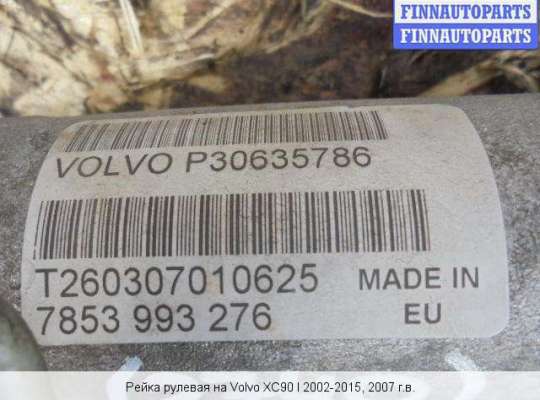 FINNAUTOPARTS
FINNAUTOPARTS
VOLVO P30635786
T260307010625 MADE IN
7853 993 276 EU
Рейка рулевая на Volvo XC90 I 2002-2015, 2007 г.в.